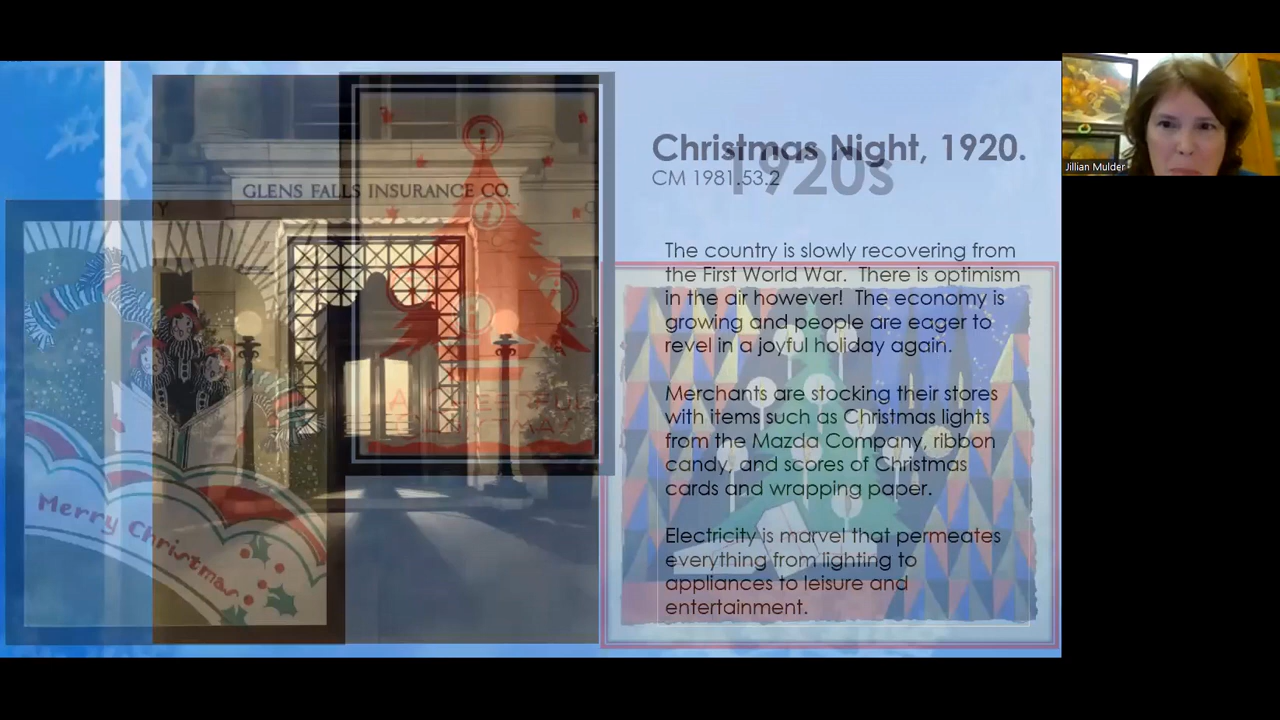 Christmas Night, 1920.
1920s
CM 1981.53.2
GLENS FALLS INSURANCE CO.
The country is slowly recovering from
the First World War.  There is optimism
in the air however!  The economy is
growing and people are eager to
revel in a joyful holiday again.
Merchants are stocking their stores
with items such as Christmas lights
from the Mazda Company, ribbon
candy, and scores of Christmas
cards and wrapping paper.
Electricity is marvel that permeates
everything from lighting to
appliances to leisure and
entertainment.
A CHEERFUL
CHRISTMAS
Merry Christmas
Jillian Mulder